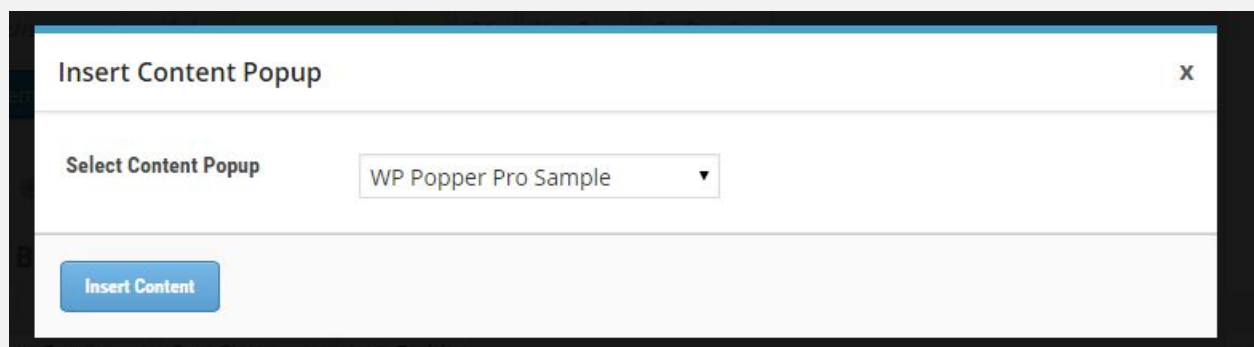 Insert Content Popup x
Select Content Popup WP Popper Pro Sample
Insert Content